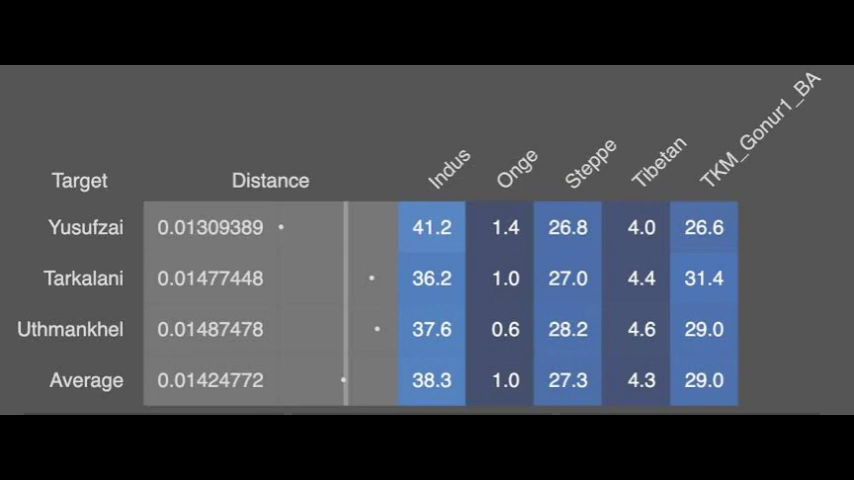 Target Distance Indus Onge Steppe Tibetan TKM_Gonur1_BA
Yusufzai 0.01309389 41.2 1.4 26.8 4.0 26.6
Tarkalani 0.01477448 36.2 1.0 27.0 4.4 31.4
Uthmankhel 0.01487478 37.6 0.6 28.2 4.6 29.0
Average 0.01424772 38.3 1.0 27.3 4.3 29.0